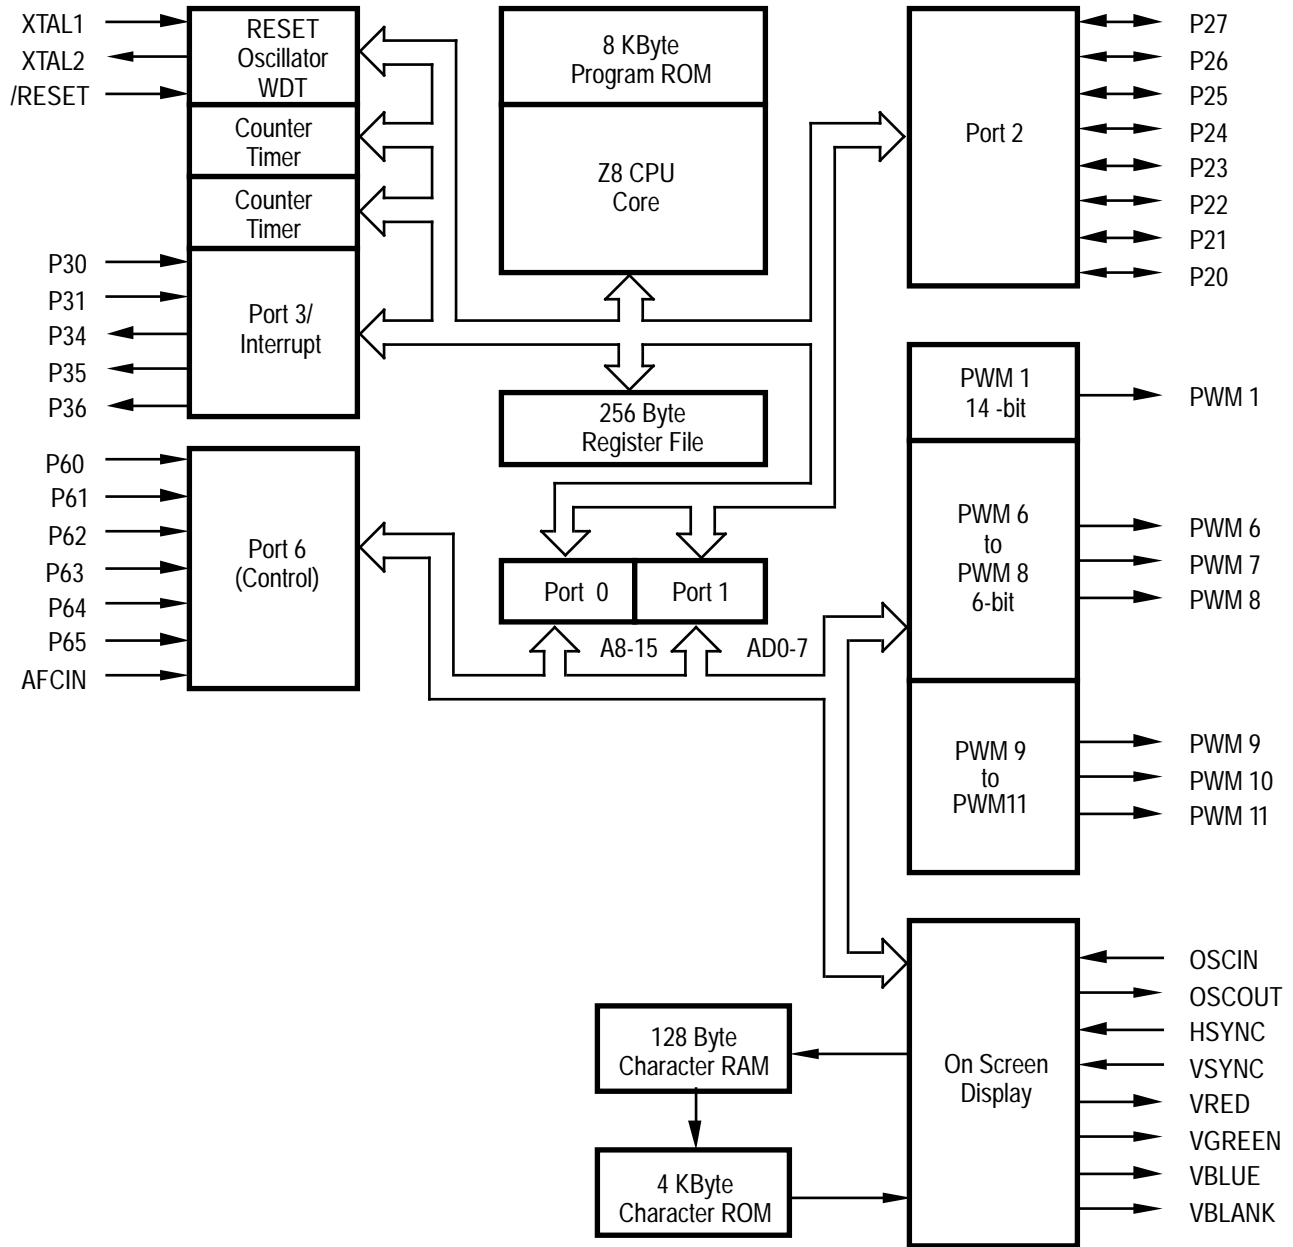 XTAL1
XTAL2
/RESET
RESET
Oscillator
WDT
Counter
Timer
Counter
Timer
P30
P31
P34
P35
P36
Port 3/
Interrupt
P60
P61
P62
P63
P64
P65
AFCIN
Port 6
(Control)
8 KByte
Program ROM
Z8 CPU
Core
256 Byte
Register File
Port 0
Port 1
A8-15
AD0-7
Port 2
P27
P26
P25
P24
P23
P22
P21
P20
PWM 1
14 -bit
PWM 1
PWM 6
to
PWM 8
6-bit
PWM 6
PWM 7
PWM 8
PWM 9
to
PWM11
PWM 9
PWM 10
PWM 11
128 Byte
Character RAM
4 KByte
Character ROM
On Screen
Display
OSCIN
OSCOUT
HSYNC
VSYNC
VRED
VGREEN
VBLUE
VBLANK